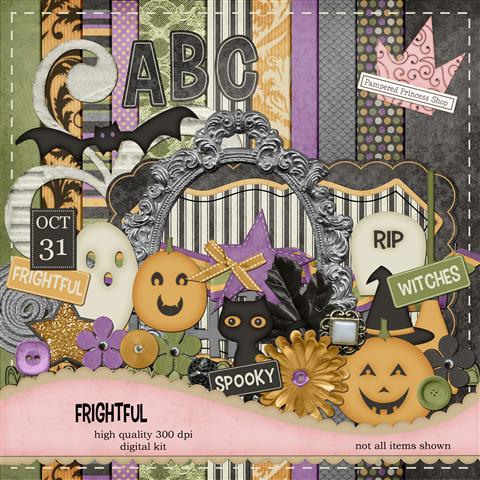 ABC
Pampered Princess Shop
OCT
31
RIP
FRIGHTFUL
WITCHES
SPOOKY
FRIGHTFUL
high quality 300 dpi
digital kit
not all items shown